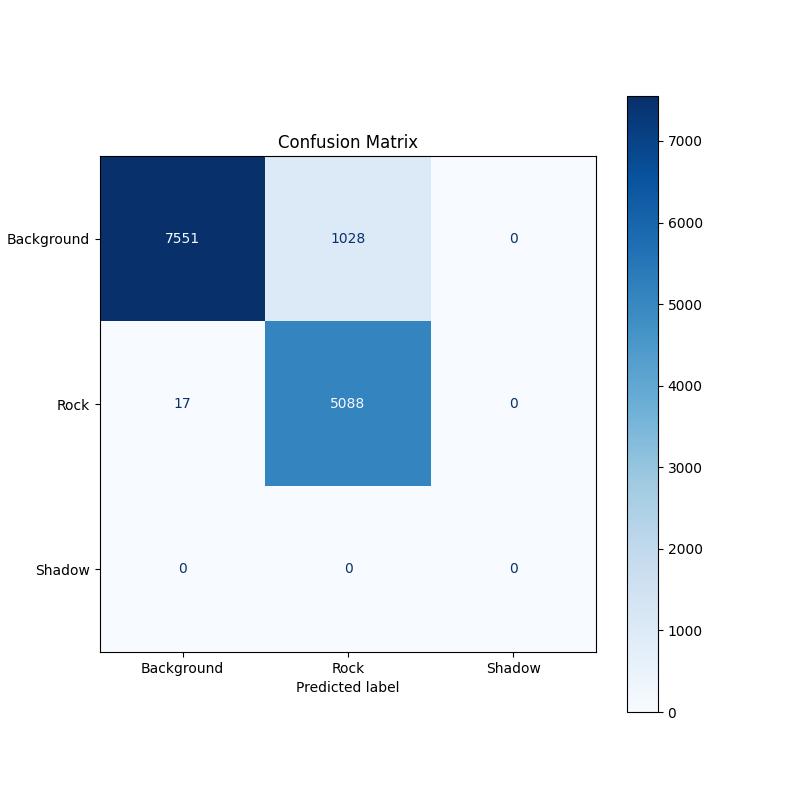 Confusion Matrix
Background 7551 1028 0
Rock 17 5088 0
Shadow 0 0 0
Background Rock Shadow
Predicted label
7000
6000
5000
4000
3000
2000
1000
0